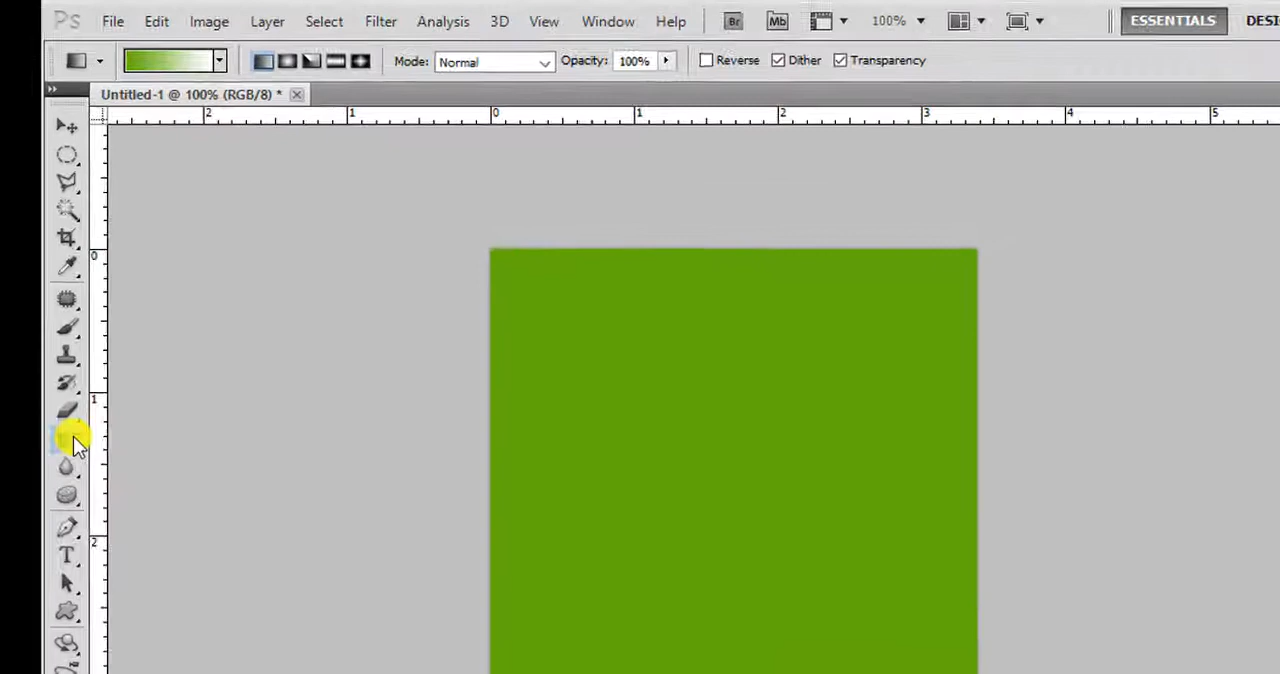 Ps File Edit Image Layer Select Filter Analysis 3D View Window Help Br Mb 100% ESSENTIALS DESI
Mode: Normal Opacity: 100% Reverse Dither Transparency
Untitled-1 @ 100% (RGB/8) *
2 1 0 1 2 3 4 5
0
1
2
T